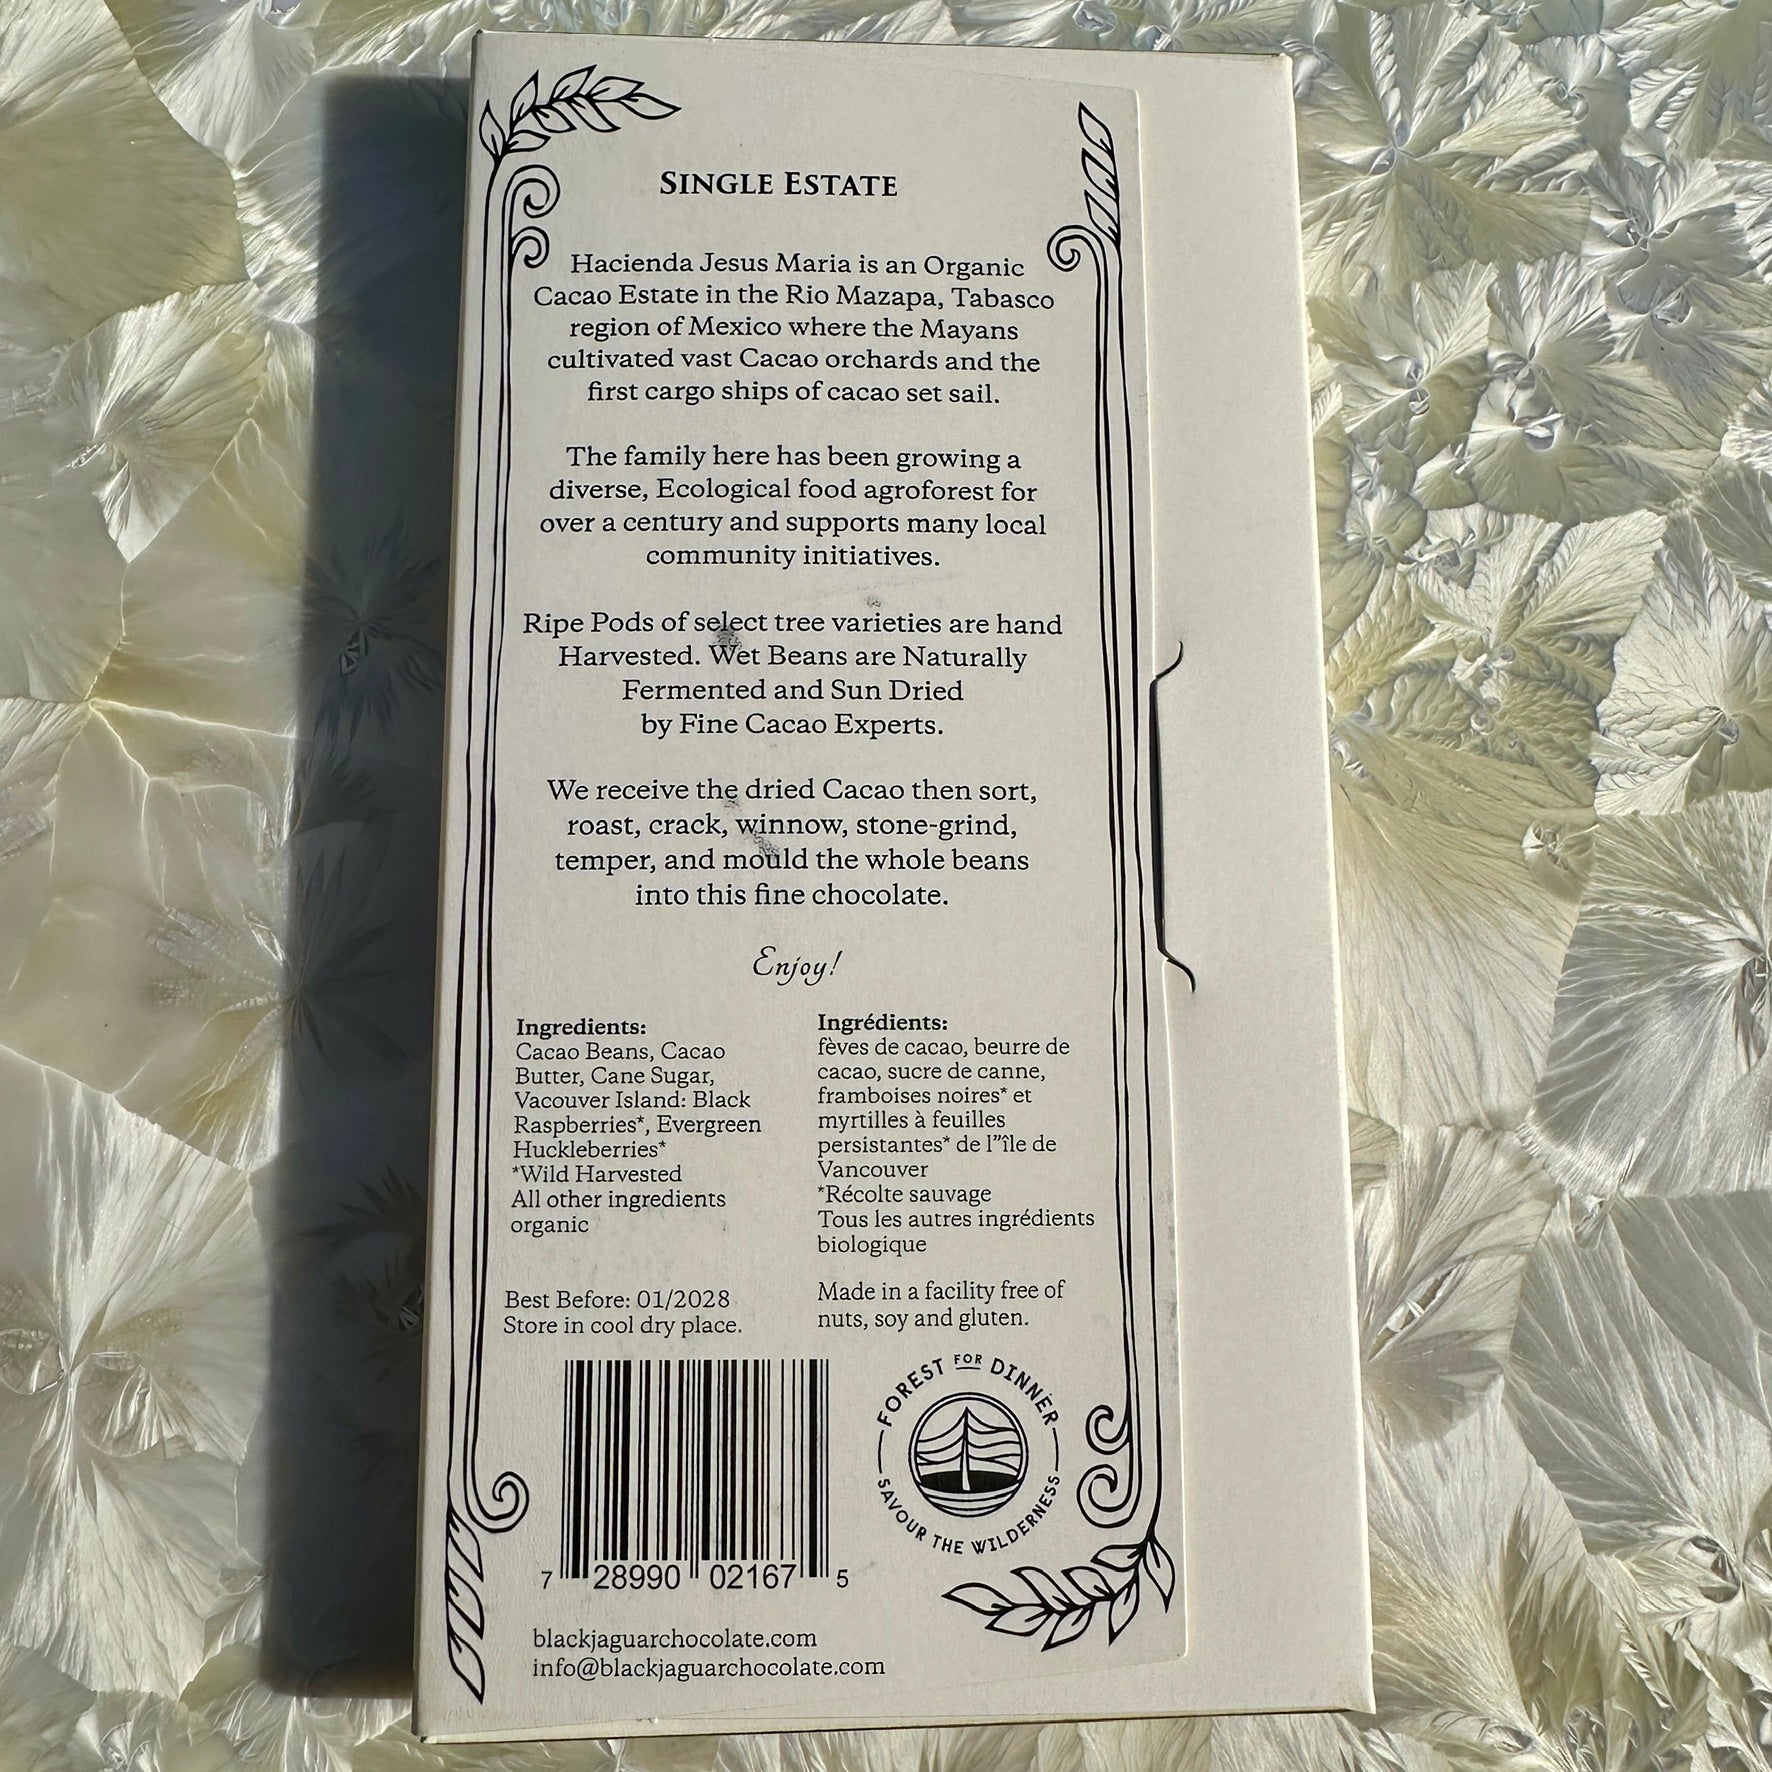 SINGLE ESTATE
Hacienda Jesus Maria is an Organic
Cacao Estate in the Rio Mazapa, Tabasco
region of Mexico where the Mayans
cultivated vast Cacao orchards and the
first cargo ships of cacao set sail.
The family here has been growing a
diverse, Ecological food agroforest for
over a century and supports many local
community initiatives.
Ripe Pods of select tree varieties are hand
Harvested. Wet Beans are Naturally
Fermented and Sun Dried
by Fine Cacao Experts.
We receive the dried Cacao then sort,
roast, crack, winnow, stone-grind,
temper, and mould the whole beans
into this fine chocolate.
Enjoy!
Ingredients:
Cacao Beans, Cacao
Butter, Cane Sugar,
Vacouver Island: Black
Raspberries*, Evergreen
Huckleberries*
*Wild Harvested
All other ingredients
organic
Ingrédients:
fèves de cacao, beurre de
cacao, sucre de canne,
framboises noires* et
myrtilles à feuilles
persistantes* de l'’île de
Vancouver
*Récolte sauvage
Tous les autres ingrédients
biologique
Best Before: 01/2028
Store in cool dry place.
Made in a facility free of
nuts, soy and gluten.
FOREST FOR DINNER
SAVOUR THE WILDERNESS
7 28990 02167 5
blackjaguarchocolate.com
info@blackjaguarchocolate.com